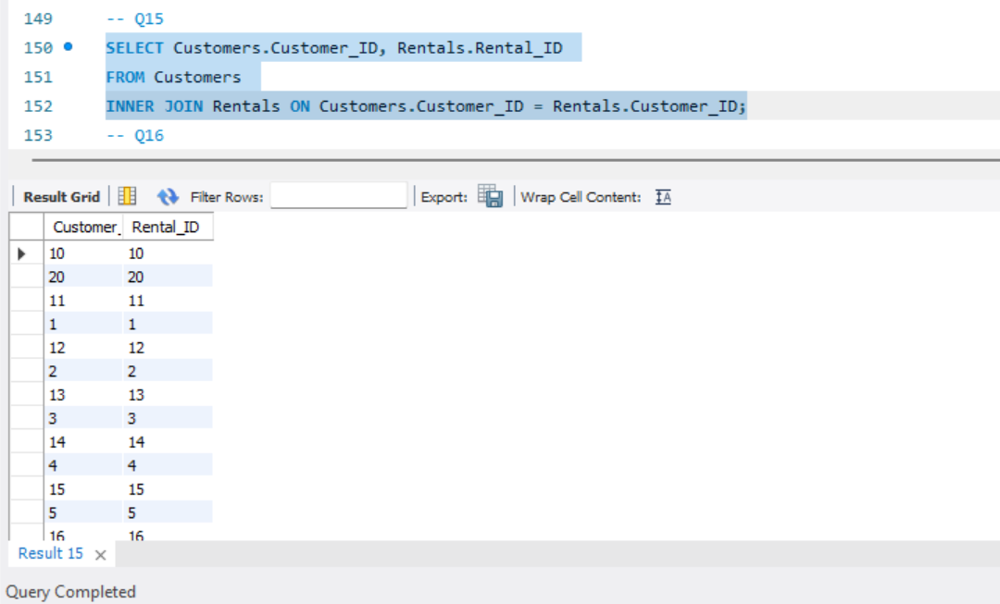 149 -- Q15
150 SELECT Customers.Customer_ID, Rentals.Rental_ID
151 FROM Customers
152 INNER JOIN Rentals ON Customers.Customer_ID = Rentals.Customer_ID;
153 -- Q16
Result Grid Filter Rows: Export: Wrap Cell Content: IA
Customer_ Rental_ID
10 10
20 20
11 11
1 1
12 12
2 2
13 13
3 3
14 14
4 4
15 15
5 5
16 16
Result 15 ×
Query Completed